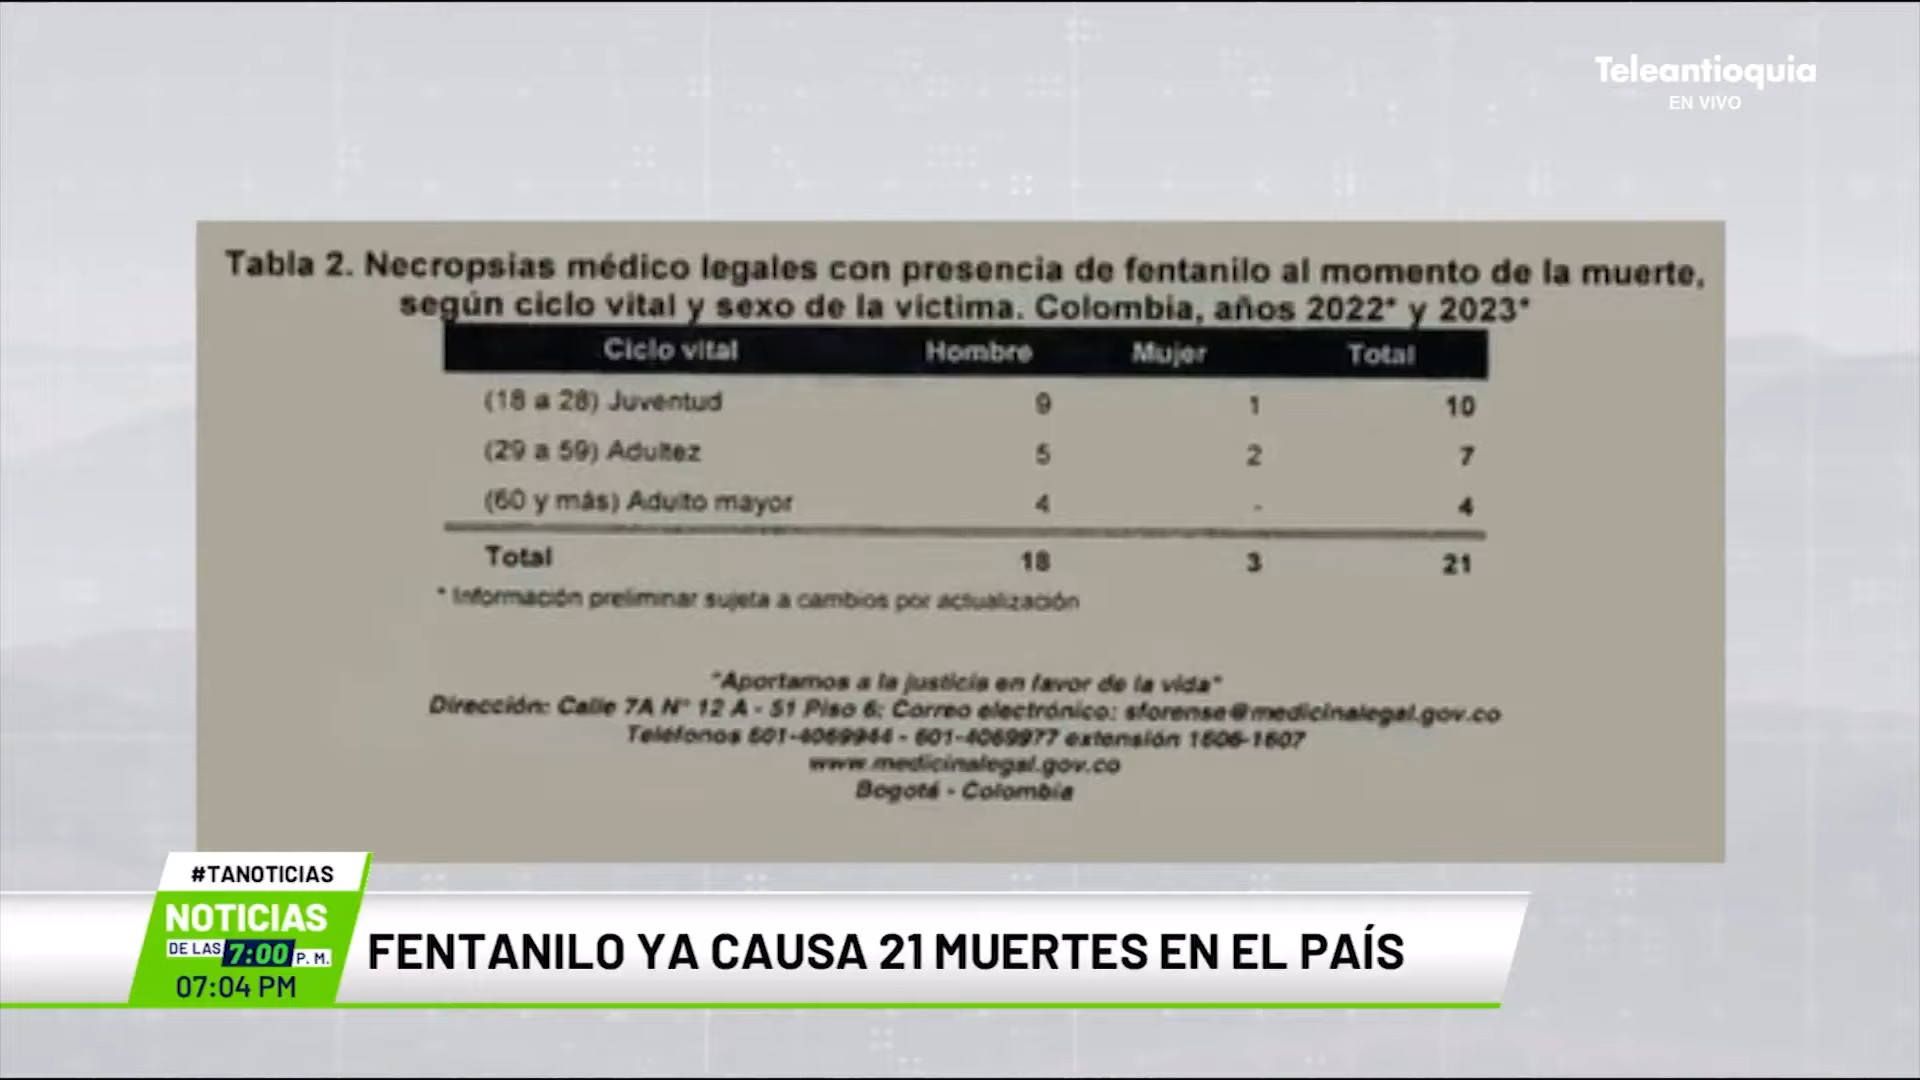 Teleantioquia
EN VIVO
Tabla 2. Necropsias médico legales con presencia de fentanilo al momento de la muerte,
según ciclo vital y sexo de la víctima. Colombia, años 2022* y 2023*
Ciclo vital Hombre Mujer Total
(18 a 28) Juventud 9 1 10
(29 a 59) Adultez 5 2 7
(60 y más) Adulto mayor 4 - 4
Total 18 3 21
* Información preliminar sujeta a cambios por actualización
"Aportamos a la justicia en favor de la vida"
Dirección: Calle 7A N° 12 A - 51 Piso 6; Correo electrónico: sforense@medicinalegal.gov.co
Teléfonos 601-4069944 - 601-4069977 extensión 1606-1607
www.medicinalegal.gov.co
Bogotá - Colombia
#TANOTICIAS
NOTICIAS
DE LAS 7:00 P. M.
07:04 PM
FENTANILO YA CAUSA 21 MUERTES EN EL PAÍS